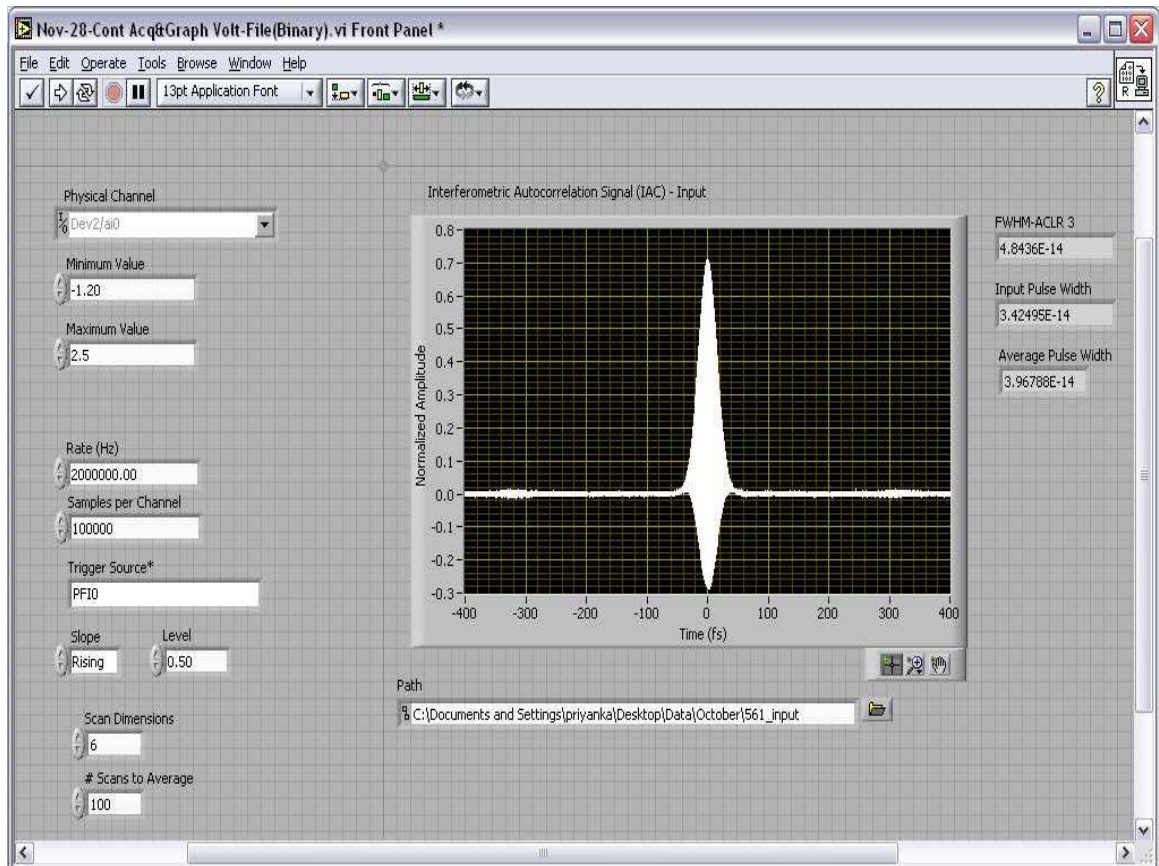 Nov-28-Cont Acq&Graph Volt-File(Binary).vi Front Panel *
File Edit Operate Tools Browse Window Help
13pt Application Font
?
R
Physical Channel
I/O Dev2/ai0
Minimum Value
-1.20
Maximum Value
2.5
Rate (Hz)
2000000.00
Samples per Channel
100000
Trigger Source*
PFI0
Slope
Rising
Level
0.50
Scan Dimensions
6
# Scans to Average
100
Interferometric Autocorrelation Signal (IAC) - Input
Normalized Amplitude
0.8
0.7
0.6
0.5
0.4
0.3
0.2
0.1
0.0
-0.1
-0.2
-0.3
-400 -300 -200 -100 0 100 200 300 400
Time (fs)
Path
C:\Documents and Settings\priyanka\Desktop\Data\October\561_input
FWHM-ACLR 3
4.8436E-14
Input Pulse Width
3.42495E-14
Average Pulse Width
3.96788E-14